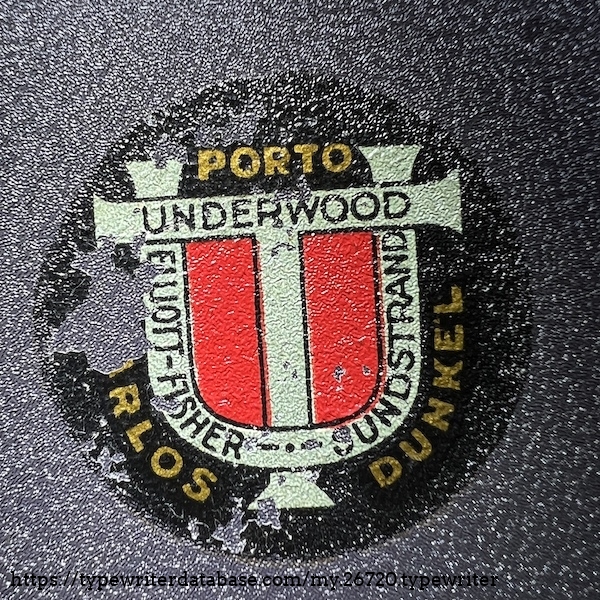 PORTO
UNDERWOOD
ELLIOTT-FISHER — • — SUNDSTRAND
DUNKEL
https://typewriterdatabase.com/my.26720.typewriter